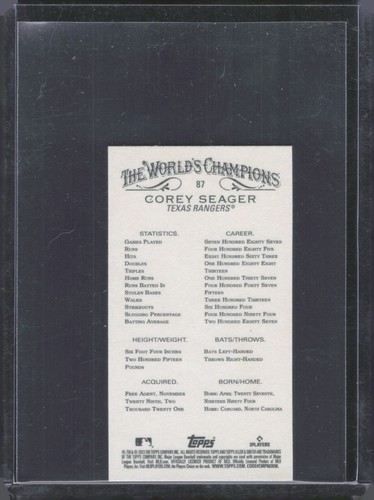 THE WORLD'S CHAMPIONS
87
COREY SEAGER
TEXAS RANGERS®
STATISTICS. CAREER.
GAMES PLAYED SEVEN HUNDRED EIGHTY SEVEN
RUNS FOUR HUNDRED EIGHTY FIVE
HITS EIGHT HUNDRED SIXTY THREE
DOUBLES ONE HUNDRED EIGHTY EIGHT
TRIPLES THIRTEEN
HOME RUNS ONE HUNDRED THIRTY SEVEN
RUNS BATTED IN FOUR HUNDRED FORTY SEVEN
STOLEN BASES FIFTEEN
WALKS THREE HUNDRED THIRTEEN
STRIKEOUTS SIX HUNDRED FOUR
SLUGGING PERCENTAGE FOUR HUNDRED NINETY FOUR
BATTING AVERAGE TWO HUNDRED EIGHTY SEVEN
HEIGHT/WEIGHT. BATS/THROWS.
SIX FOOT FOUR INCHES BATS LEFT-HANDED
TWO HUNDRED FIFTEEN THROWS RIGHT-HANDED
POUNDS
ACQUIRED. BORN/HOME.
FREE AGENT, NOVEMBER BORN: APRIL TWENTY SEVENTH,
TWENTY NINTH, TWO NINETEEN NINETY FOUR
THOUSAND TWENTY ONE HOME: CHARLOTTE, NORTH CAROLINA
MLB
Topps
PLAYERS